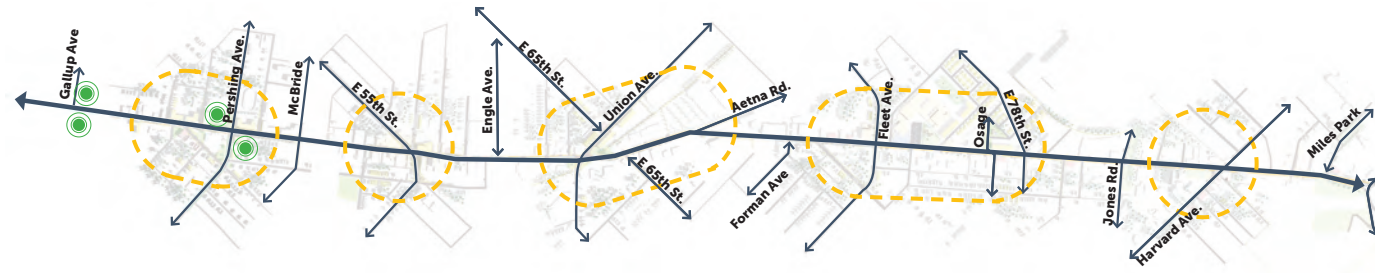 Gallup Ave
Pershing Ave.
McBride
E 55th St.
Engle Ave.
E 65th St.
Union Ave.
E 65th St.
Aetna Rd.
Forman Ave
Fleet Ave.
Osage
E 78th St.
Jones Rd.
Harvard Ave.
Miles Park